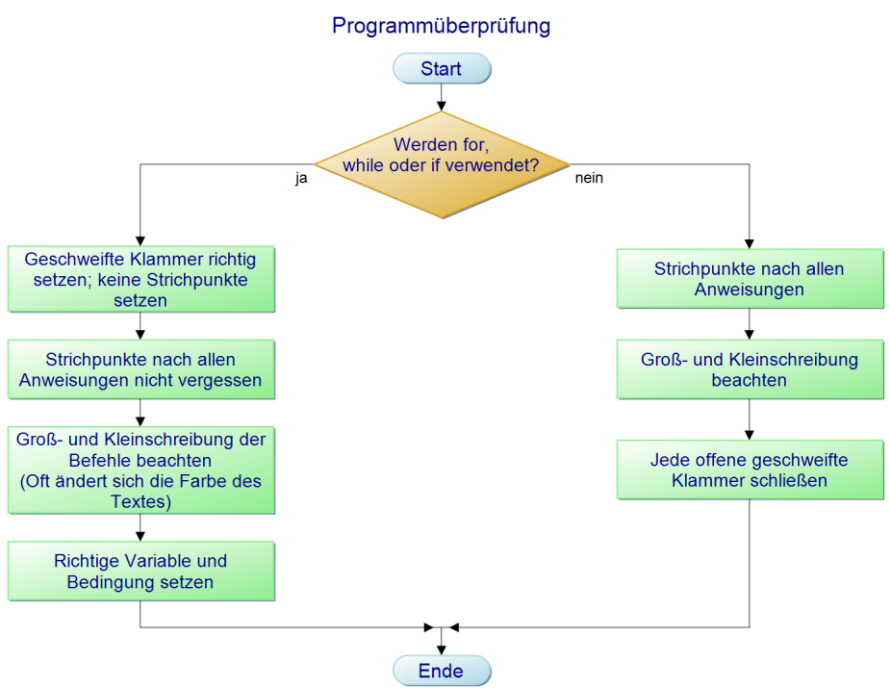 Programmüberprüfung
Start
Werden for,
while oder if verwendet?
ja
nein
Geschweifte Klammer richtig
setzen; keine Strichpunkte
setzen
Strichpunkte nach allen
Anweisungen nicht vergessen
Groß- und Kleinschreibung der
Befehle beachten
(Oft ändert sich die Farbe des
Textes)
Richtige Variable und
Bedingung setzen
Strichpunkte nach allen
Anweisungen
Groß- und Kleinschreibung
beachten
Jede offene geschweifte
Klammer schließen
Ende